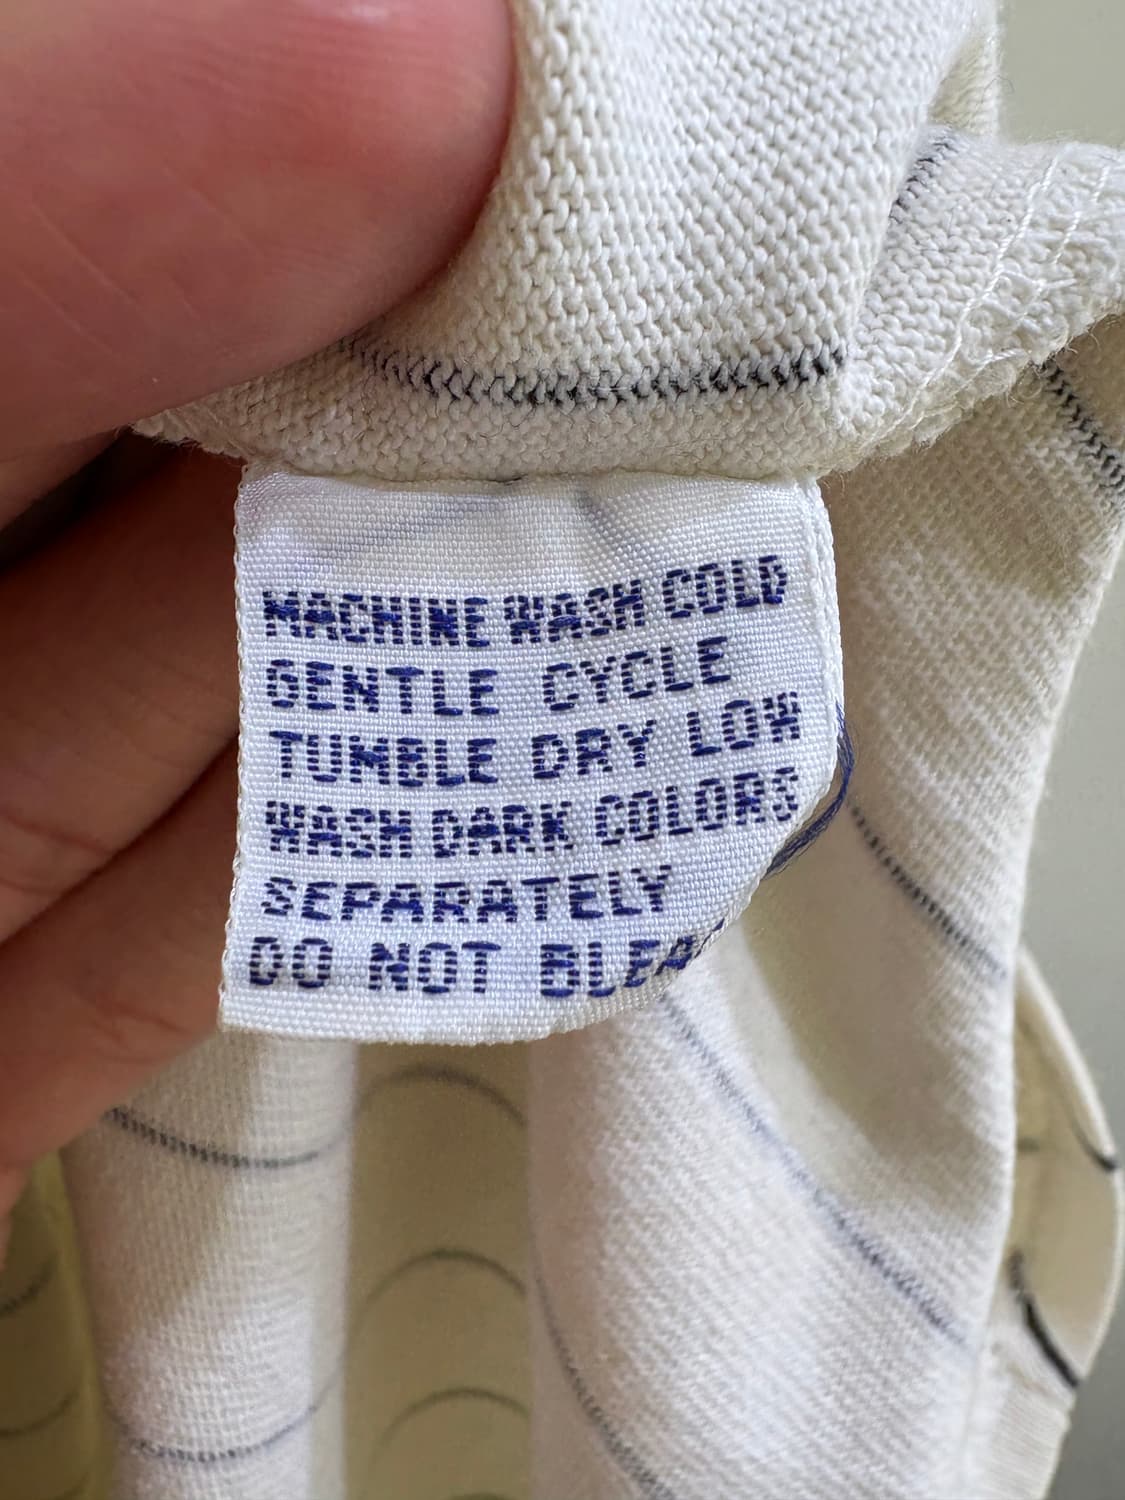 MACHINE WASH COLD
GENTLE CYCLE
TUMBLE DRY LOW
WASH DARK COLORS
SEPARATELY
DO NOT BLEA